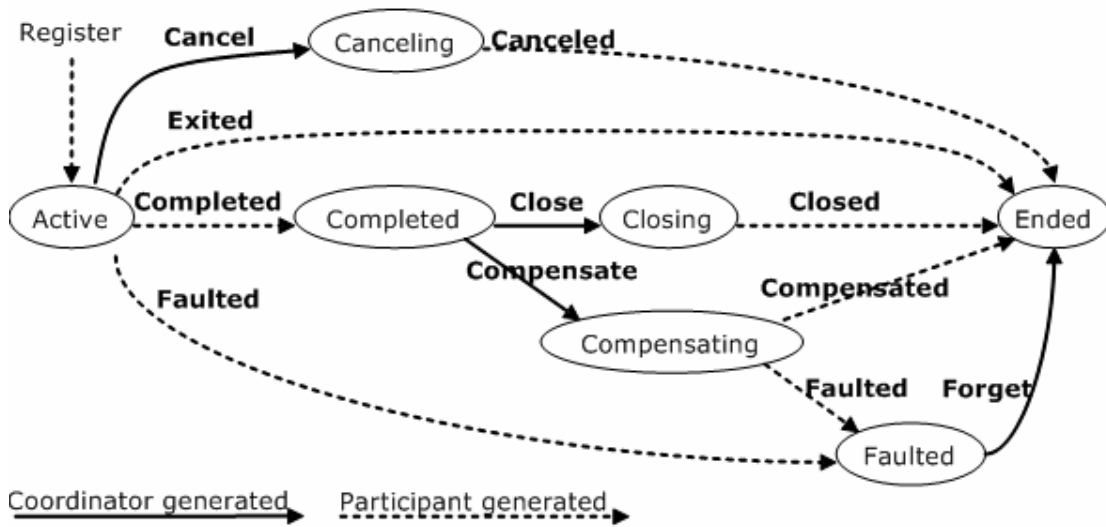 Register
Cancel
Canceling
Canceled
Exited
Active
Completed
Completed
Close
Closing
Closed
Ended
Compensate
Compensated
Faulted
Compensating
Faulted
Forget
Faulted
Coordinator generated
Participant generated